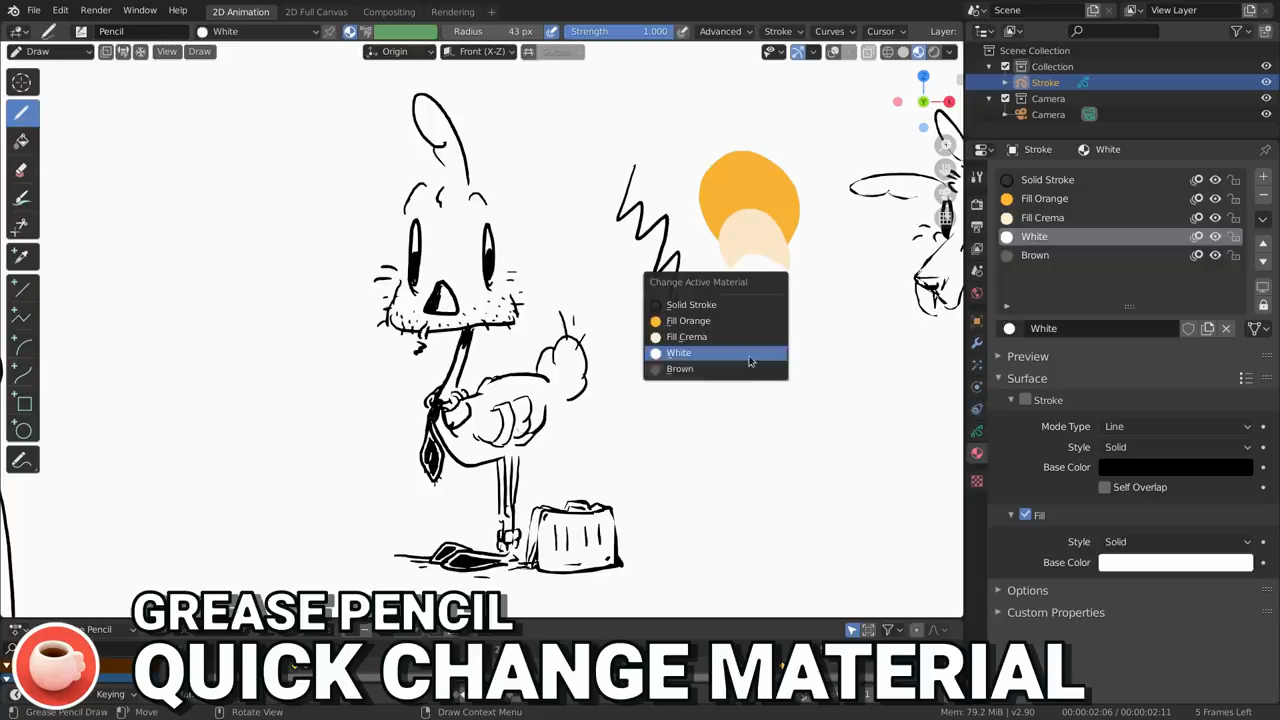 File Edit Render Window Help 2D Animation 2D Full Canvas Compositing Rendering + Scene View Layer
Pencil White Radius 43 px Strength 1.000 Advanced Stroke Curves Cursor Layer:
Draw View Draw Origin Front (X-Z) Guides
Scene Collection
Collection
Stroke
Camera
Camera
Stroke White
Solid Stroke
Fill Orange
Fill Crema
White
Brown
Change Active Material
Solid Stroke
Fill Orange
Fill Crema
White
Brown
White
Preview
Surface
Stroke
Mode Type Line
Style Solid
Base Color
Self Overlap
Fill
Style Solid
Base Color
Options
Custom Properties
GREASE PENCIL
QUICK CHANGE MATERIAL
Pencil
Keying
Grease Pencil Draw Move Rotate View Draw Context Menu Mem: 79.2 MiB | v2.90 00:00:02:06 / 00:00:02:11 5 Frames Left